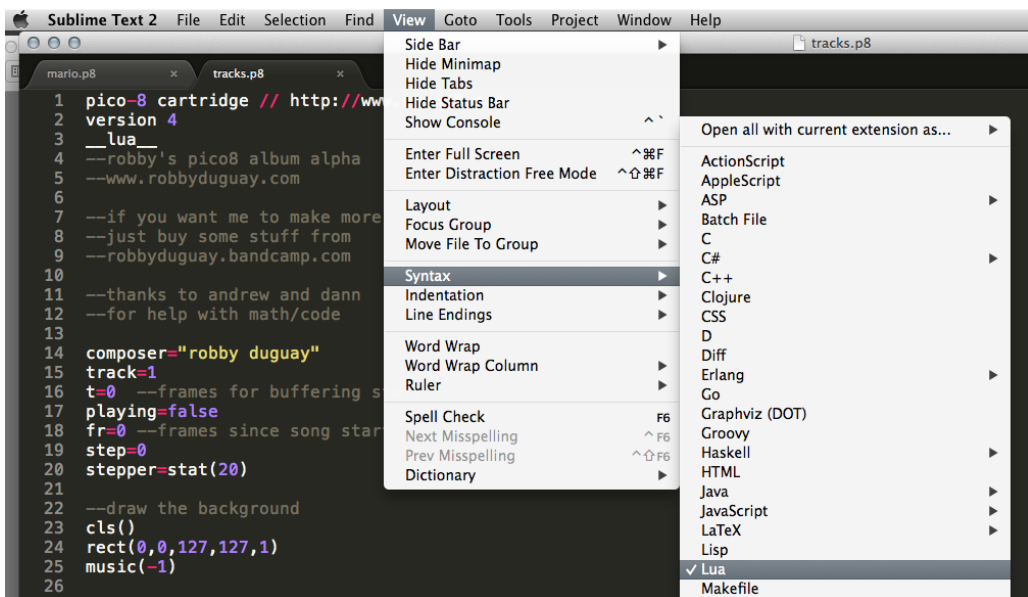 Sublime Text 2 File Edit Selection Find View Goto Tools Project Window Help
tracks.p8
mario.p8 × tracks.p8 ×
1 pico-8 cartridge // http://www
2 version 4
3 __lua__
4 --robby's pico8 album alpha
5 --www.robbyduguay.com
6
7 --if you want me to make more
8 --just buy some stuff from
9 --robbyduguay.bandcamp.com
10
11 --thanks to andrew and dann
12 --for help with math/code
13
14 composer="robby duguay"
15 track=1
16 t=0 --frames for buffering s
17 playing=false
18 fr=0 --frames since song star
19 step=0
20 stepper=stat(20)
21
22 --draw the background
23 cls()
24 rect(0,0,127,127,1)
25 music(-1)
26
Side Bar ▶
Hide Minimap
Hide Tabs
Hide Status Bar
Show Console ^`
Enter Full Screen ^⌘F
Enter Distraction Free Mode ^⇧⌘F
Layout ▶
Focus Group ▶
Move File To Group ▶
Syntax ▶
Indentation ▶
Line Endings ▶
Word Wrap
Word Wrap Column ▶
Ruler ▶
Spell Check F6
Next Misspelling ^F6
Prev Misspelling ^⇧F6
Dictionary ▶
Open all with current extension as... ▶
ActionScript
AppleScript
ASP ▶
Batch File
C
C# ▶
C++
Clojure
CSS
D
Diff
Erlang ▶
Go
Graphviz (DOT)
Groovy
Haskell ▶
HTML
Java ▶
JavaScript ▶
LaTeX ▶
Lisp
✓ Lua
Makefile